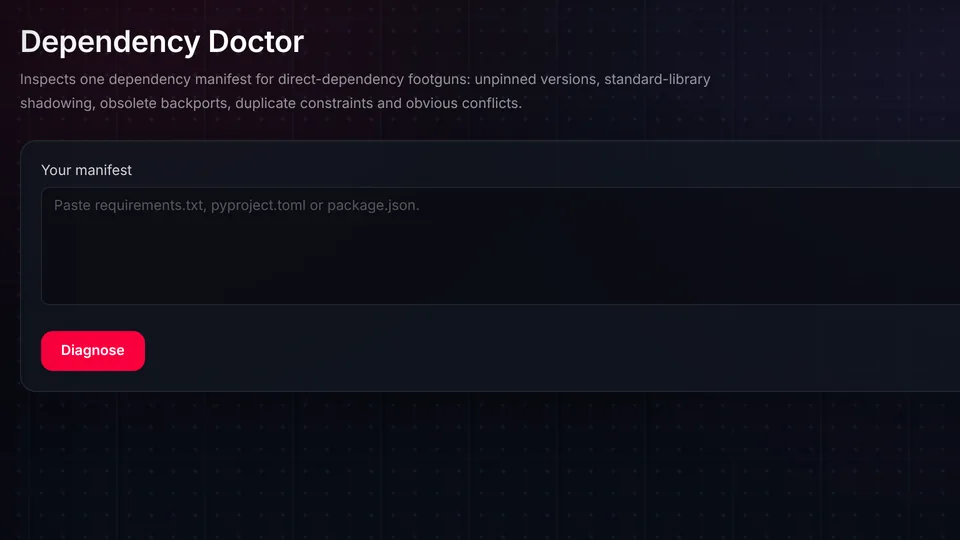 Dependency Doctor
Inspects one dependency manifest for direct-dependency footguns: unpinned versions, standard-library
shadowing, obsolete backports, duplicate constraints and obvious conflicts.
Your manifest
Paste requirements.txt, pyproject.toml or package.json.
Diagnose